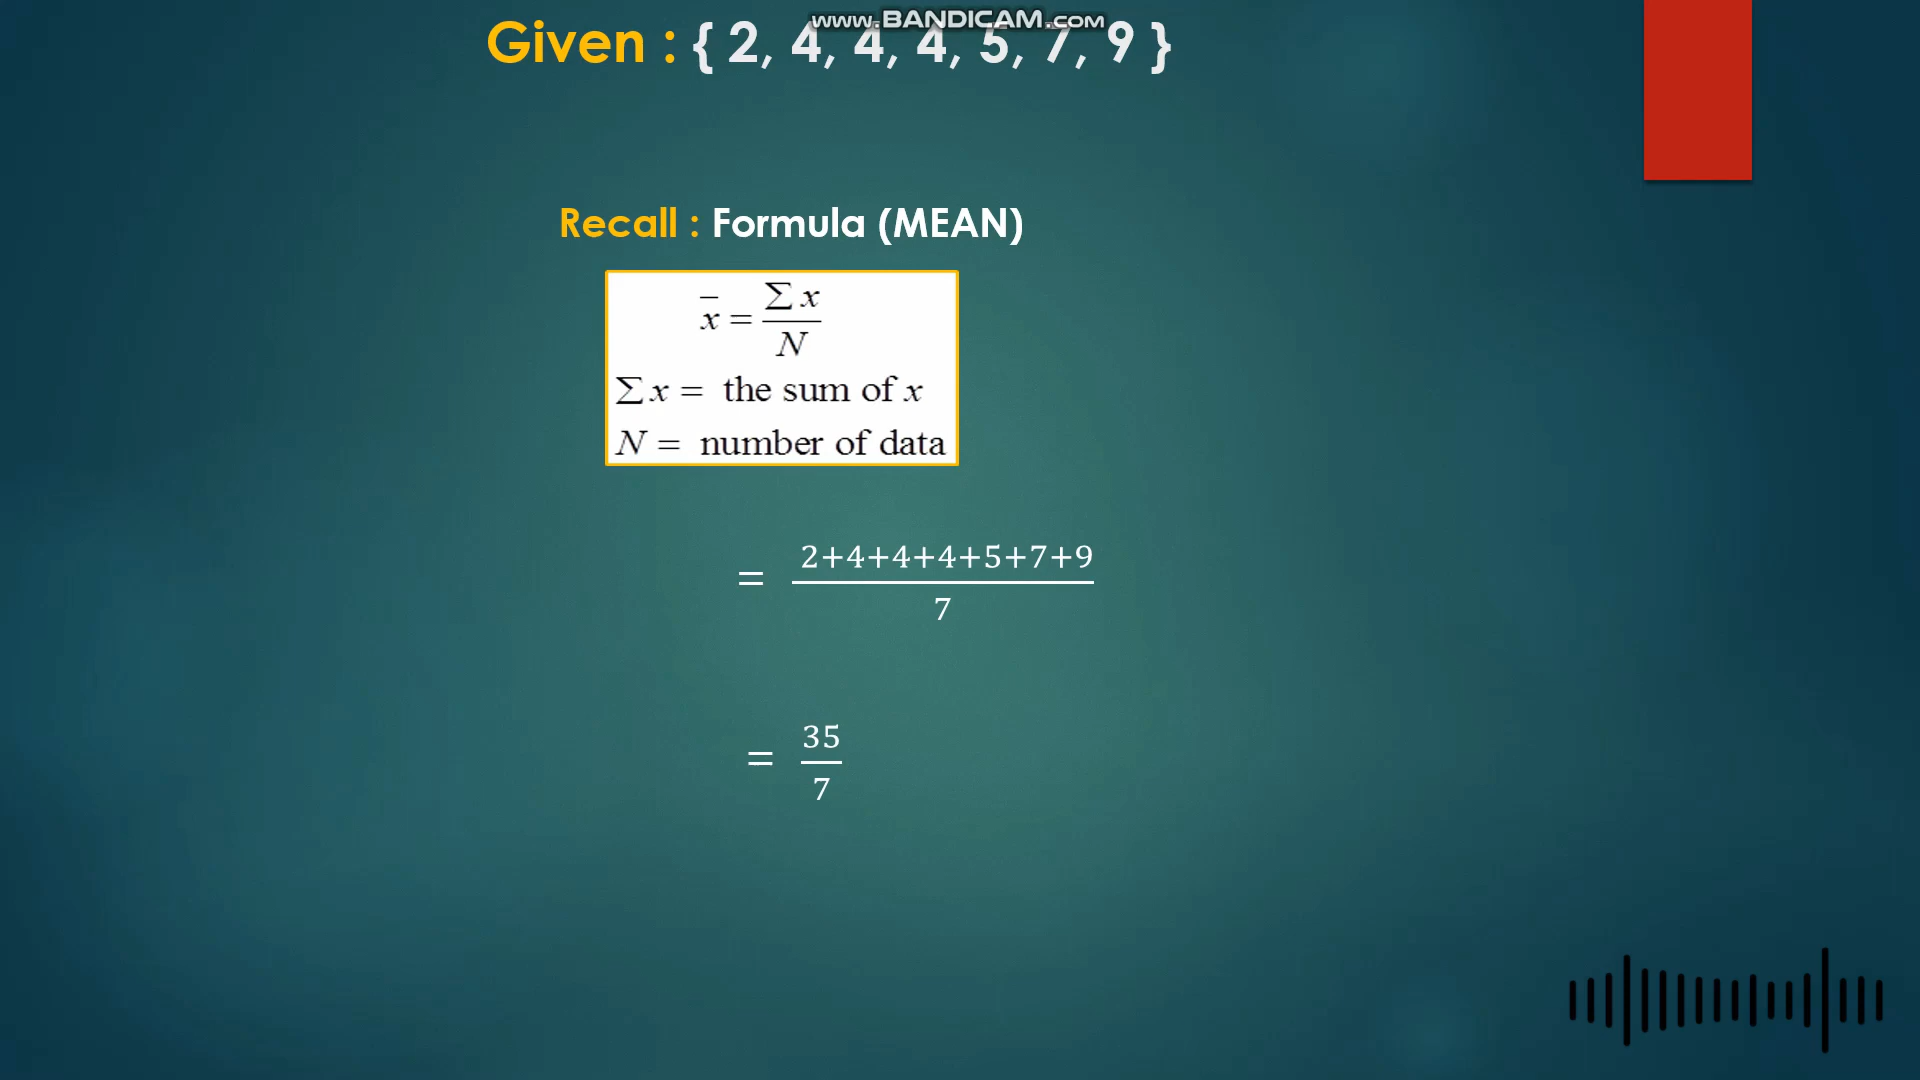 www.BANDICAM.com
Given : { 2, 4, 4, 4, 5, 7, 9 }
Recall : Formula (MEAN)
x̄ = Σx / N
Σx = the sum of x
N = number of data
= 2+4+4+4+5+7+9 / 7
= 35 / 7